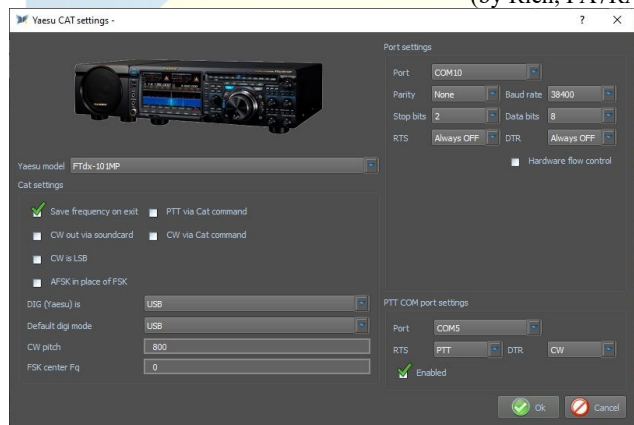 Yaesu CAT settings -
? X
Port settings
Port COM10
Parity None Baud rate 38400
Stop bits 2 Data bits 8
RTS Always OFF DTR Always OFF
Hardware flow control
Yaesu model FTdx-101MP
Cat settings
Save frequency on exit PTT via Cat command
CW out via soundcard CW via Cat command
CW is LSB
AFSK in place of FSK
DIG (Yaesu) is USB
Default digi mode USB
CW pitch 800
FSK center Fq 0
PTT COM port settings
Port COM5
RTS PTT DTR CW
Enabled
Ok Cancel